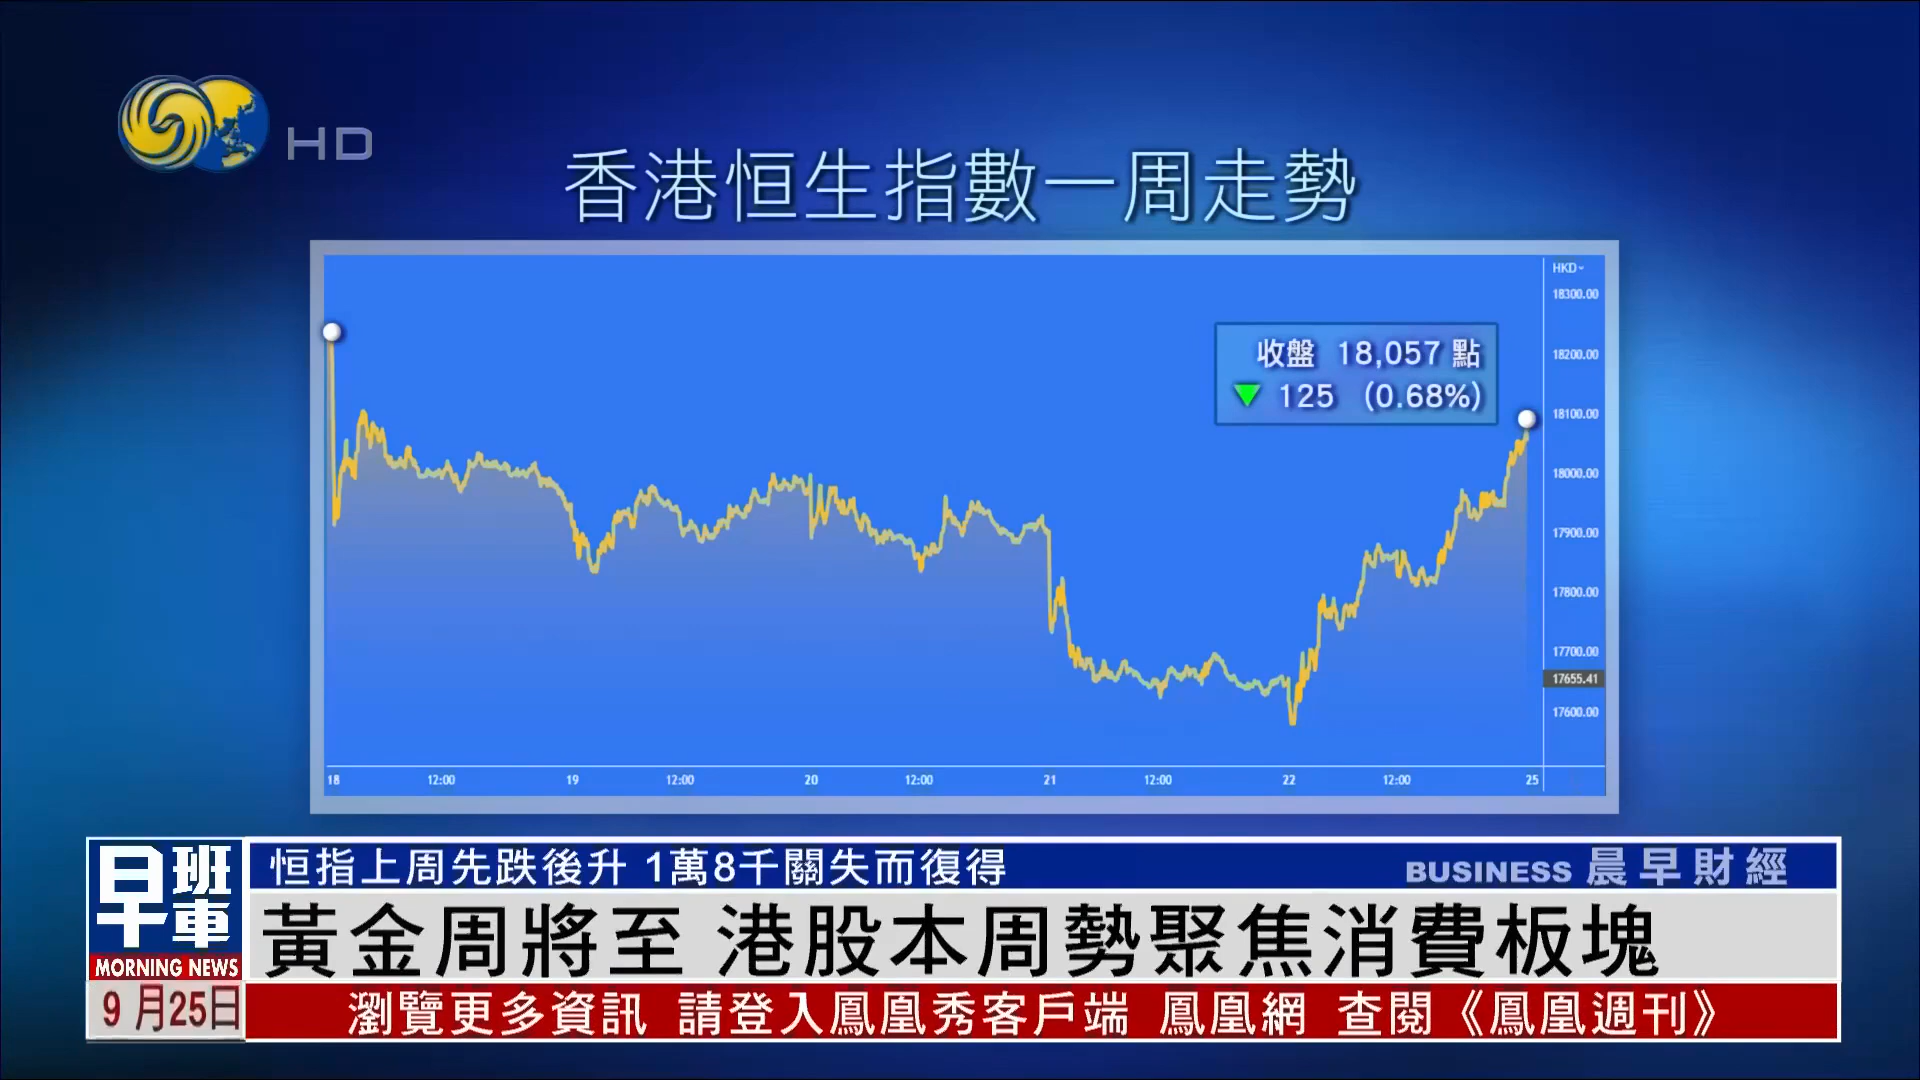 HD
香港恒生指數一周走勢
HKD
18300.00
收盤 18,057 點
▼ 125 (0.68%)
18200.00
18100.00
18000.00
17900.00
17800.00
17700.00
17655.41
17600.00
18 12:00 19 12:00 20 12:00 21 12:00 22 12:00 25
早班車
MORNING NEWS
9月25日
恒指上周先跌後升 1萬8千關失而復得
BUSINESS 晨早財經
黃金周將至 港股本周勢聚焦消費板塊
瀏覽更多資訊 請登入鳳凰秀客戶端 鳳凰網 查閱《鳳凰週刊》